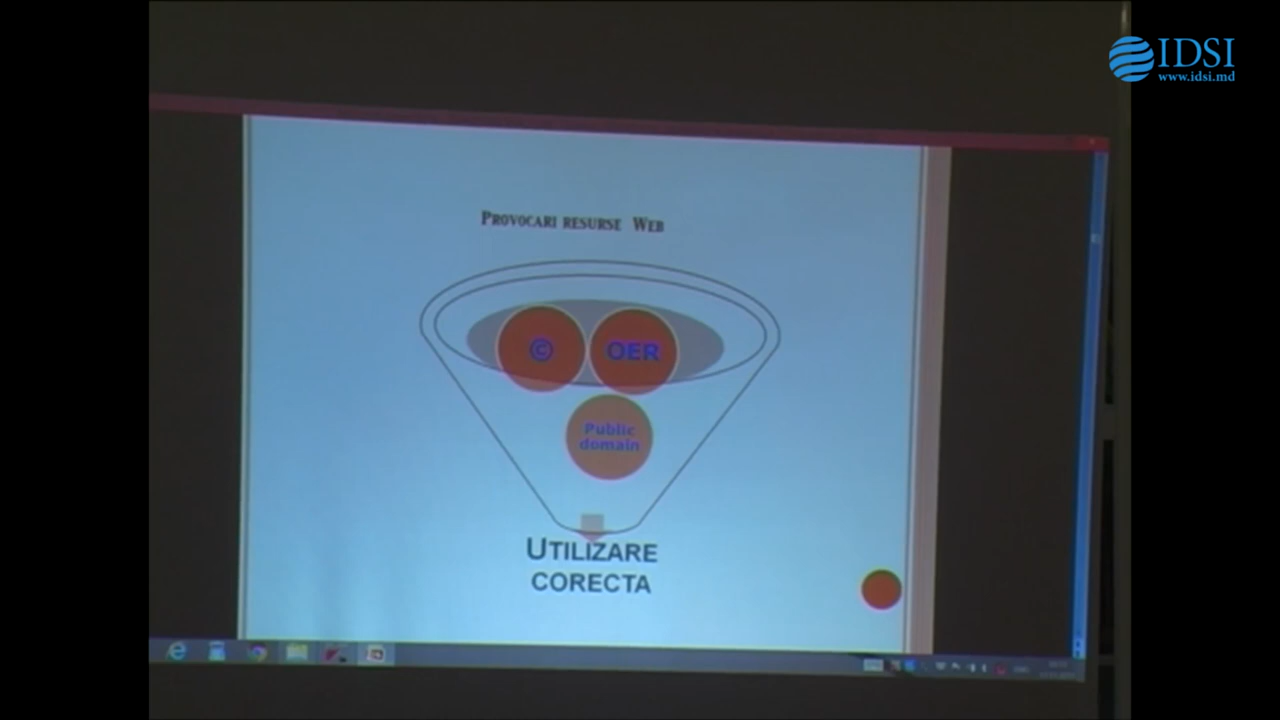 IDSI
www.idsi.md
PROVOCARI RESURSE WEB
©
OER
Public
domain
UTILIZARE
CORECTA